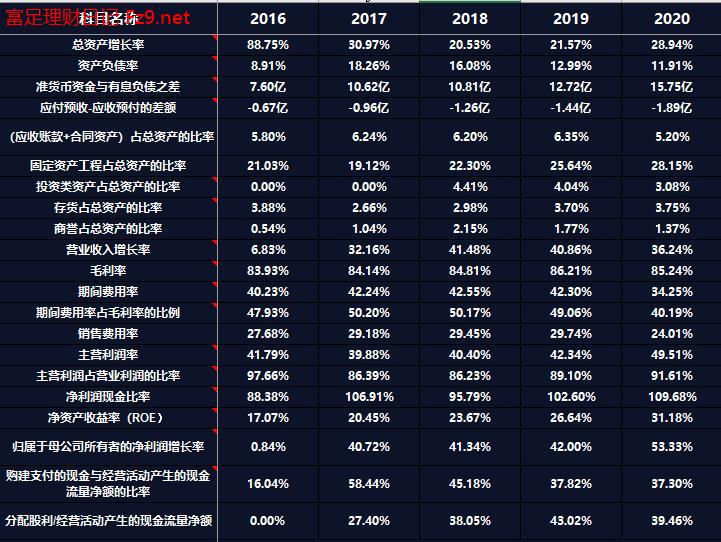 富足理财日记 fz9.net
科目名称 2016 2017 2018 2019 2020
总资产增长率 88.75% 30.97% 20.53% 21.57% 28.94%
资产负债率 8.91% 18.26% 16.08% 12.99% 11.91%
准货币资金与有息负债之差 7.60亿 10.62亿 10.81亿 12.72亿 15.75亿
应付预收-应收预付的差额 -0.67亿 -0.96亿 -1.26亿 -1.44亿 -1.89亿
（应收账款+合同资产）占总资产的比率 5.80% 6.24% 6.20% 6.35% 5.20%
固定资产工程占总资产的比率 21.03% 19.12% 22.30% 25.64% 28.15%
投资类资产占总资产的比率 0.00% 0.00% 4.41% 4.04% 3.08%
存货占总资产的比率 3.88% 2.66% 2.98% 3.70% 3.75%
商誉占总资产的比率 0.54% 1.04% 2.15% 1.77% 1.37%
营业收入增长率 6.83% 32.16% 41.48% 40.86% 36.24%
毛利率 83.93% 84.14% 84.81% 86.21% 85.24%
期间费用率 40.23% 42.24% 42.55% 42.30% 34.25%
期间费用率占毛利率的比例 47.93% 50.20% 50.17% 49.06% 40.19%
销售费用率 27.68% 29.18% 29.45% 29.74% 24.01%
主营利润率 41.79% 39.88% 40.40% 42.34% 49.51%
主营利润占营业利润的比率 97.66% 86.39% 86.23% 89.10% 91.61%
净利润现金比率 88.38% 106.91% 95.79% 102.60% 109.68%
净资产收益率（ROE） 17.07% 20.45% 23.67% 26.64% 31.18%
归属于母公司所有者的净利润增长率 0.84% 40.72% 41.34% 42.00% 53.33%
购建支付的现金与经营活动产生的现金
流量净额的比率 16.04% 58.44% 45.18% 37.82% 37.30%
分配股利/经营活动产生的现金流量净额 0.00% 27.40% 38.05% 43.02% 39.46%